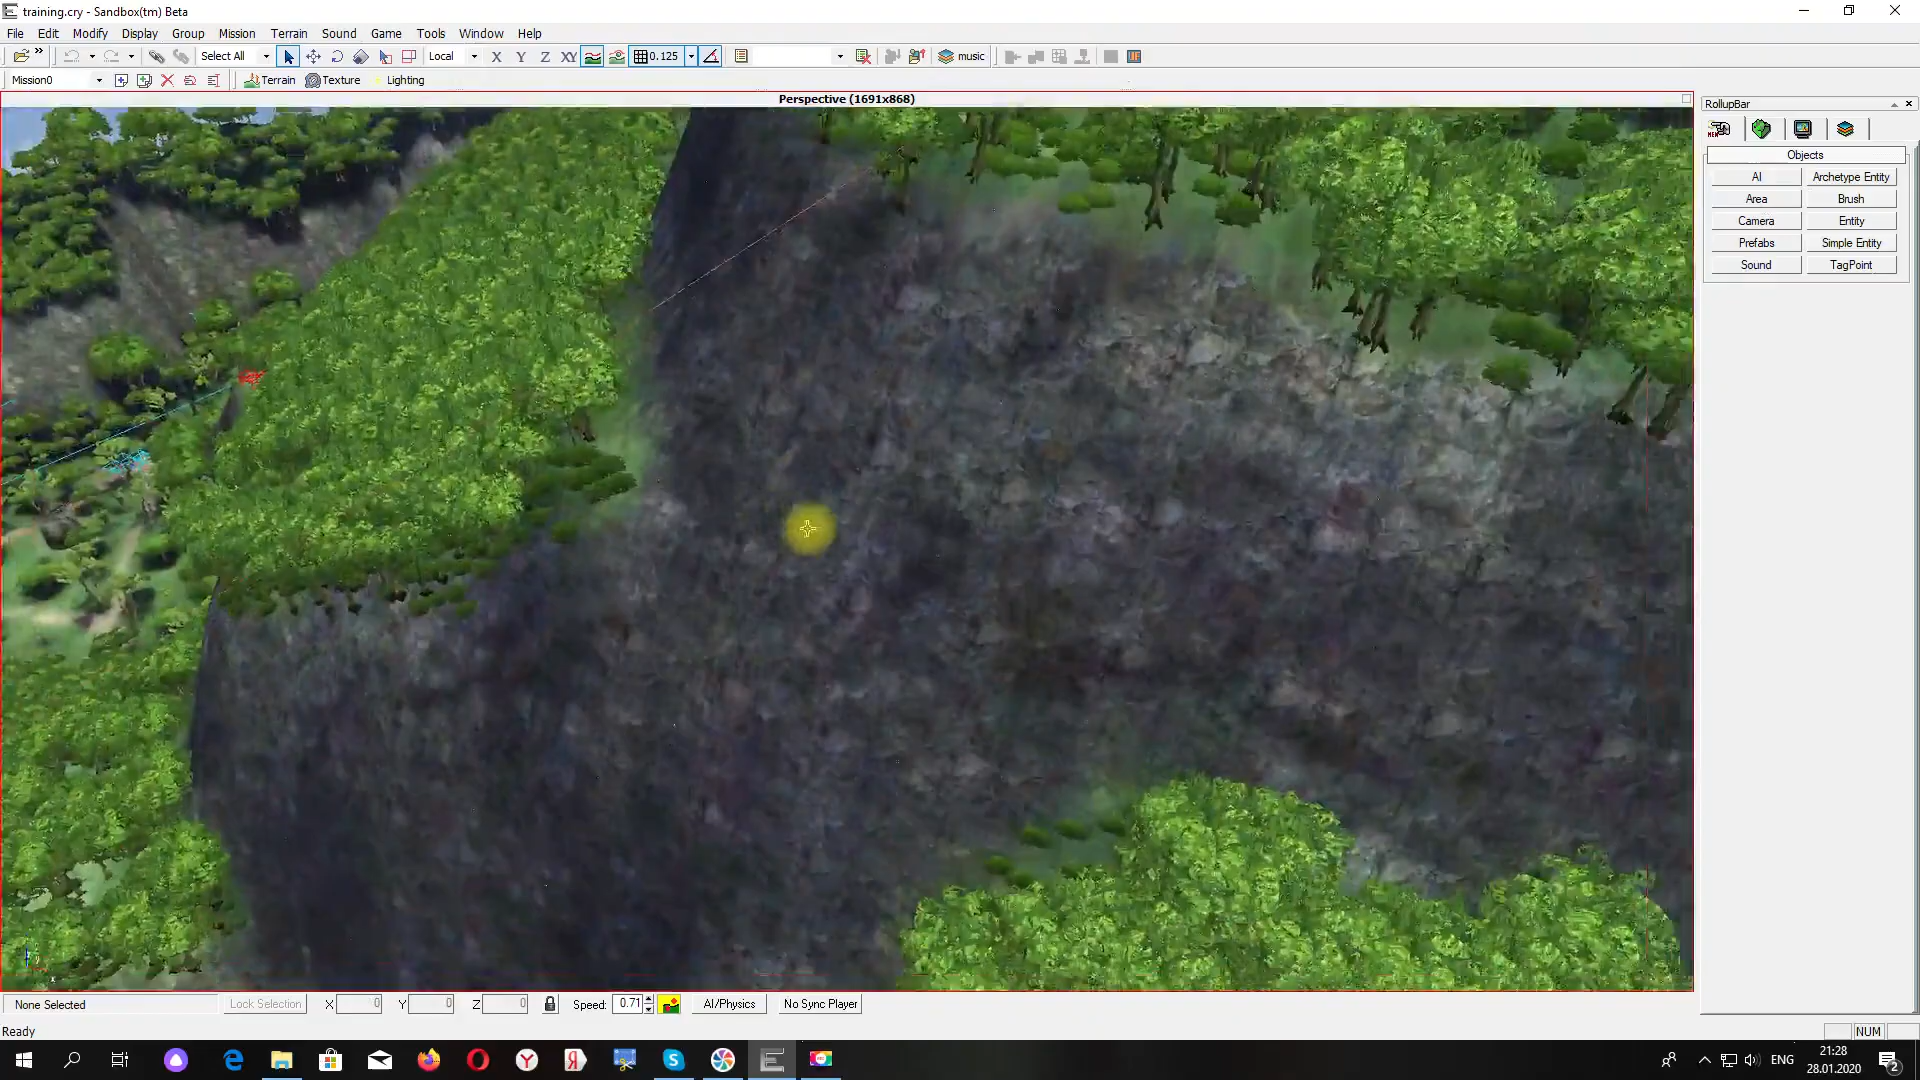 training.cry - Sandbox(tm) Beta
File Edit Modify Display Group Mission Terrain Sound Game Tools Window Help
Select All Local X Y Z XY 0.125 music
Mission0 Terrain Texture Lighting
Perspective (1691x868)
RollupBar
Objects
AI Archetype Entity
Area Brush
Camera Entity
Prefabs Simple Entity
Sound TagPoint
None Selected Lock Selection X 0 Y 0 Z 0 Speed: 0.71 AI/Physics No Sync Player
Ready NUM
ENG 21:28
28.01.2020 2